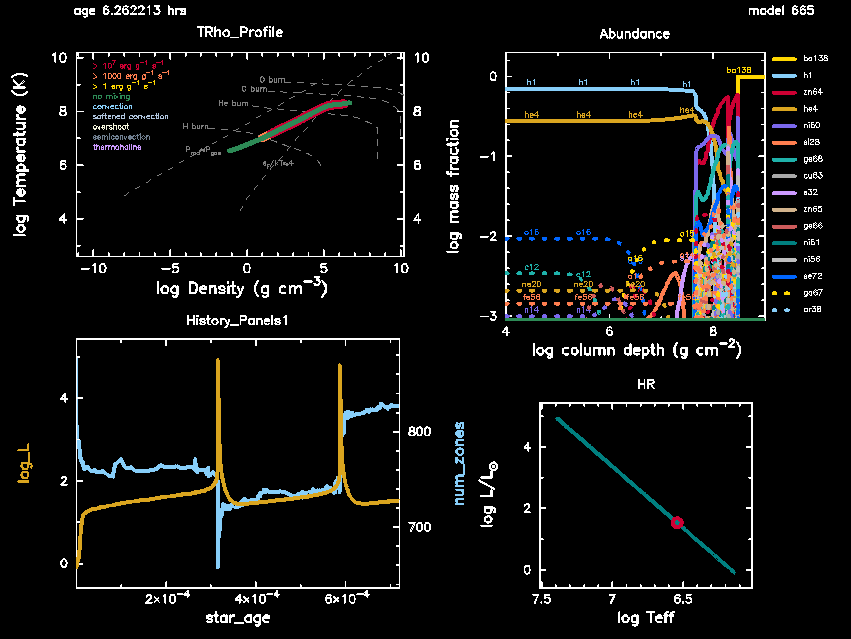 age 6.262213 hrs
model 665
TRho_Profile
> 10⁷ erg g⁻¹ s⁻¹
> 1000 erg g⁻¹ s⁻¹
> 1 erg g⁻¹ s⁻¹
no mixing
convection
softened convection
overshoot
semiconvection
thermohaline
O burn
C burn
He burn
H burn
log Temperature (K)
10
8
6
4
10
8
6
4
−10
−5
0
5
10
log Density (g cm⁻³)
Abundance
log mass fraction
0
−1
−2
−3
h1
h1
h1
h1
he4
he4
he4
he4
o16
o16
o16
o16
c12
c12
ne20
ne20
ne20
fe56
fe56
fe56
n14
n14
4
6
8
log column depth (g cm⁻²)
ba138
ba138
h1
zn64
he4
ni60
si28
ge68
cu63
s32
zn65
ge66
ni61
ni56
se72
ga67
ar36
History_Panels1
log_L
4
2
0
num_zones
800
700
2×10⁻⁴
4×10⁻⁴
6×10⁻⁴
star_age
HR
log L/L☉
4
2
0
7.5
7
6.5
log Teff